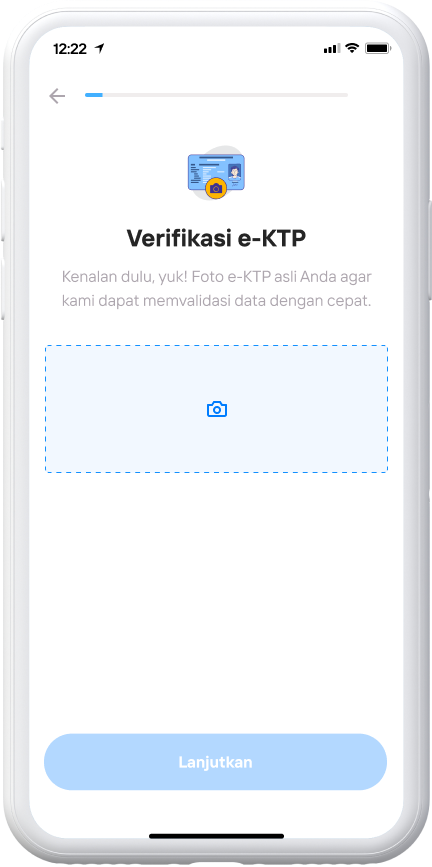 12:22
Verifikasi e-KTP
Kenalan dulu, yuk! Foto e-KTP asli Anda agar
kami dapat memvalidasi data dengan cepat.
Lanjutkan